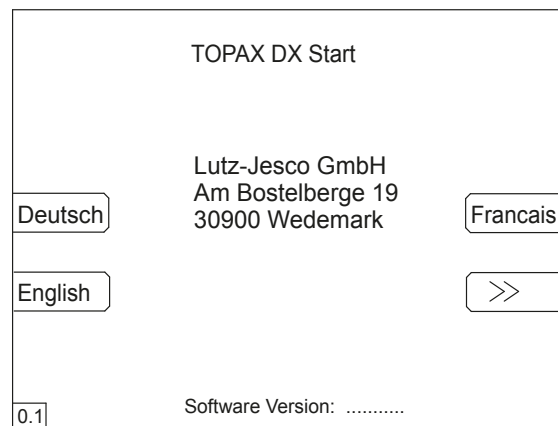 TOPAX DX Start
Lutz-Jesco GmbH
Am Bostelberge 19
30900 Wedemark
Deutsch
Francais
English
>>
Software Version: ...........
0.1